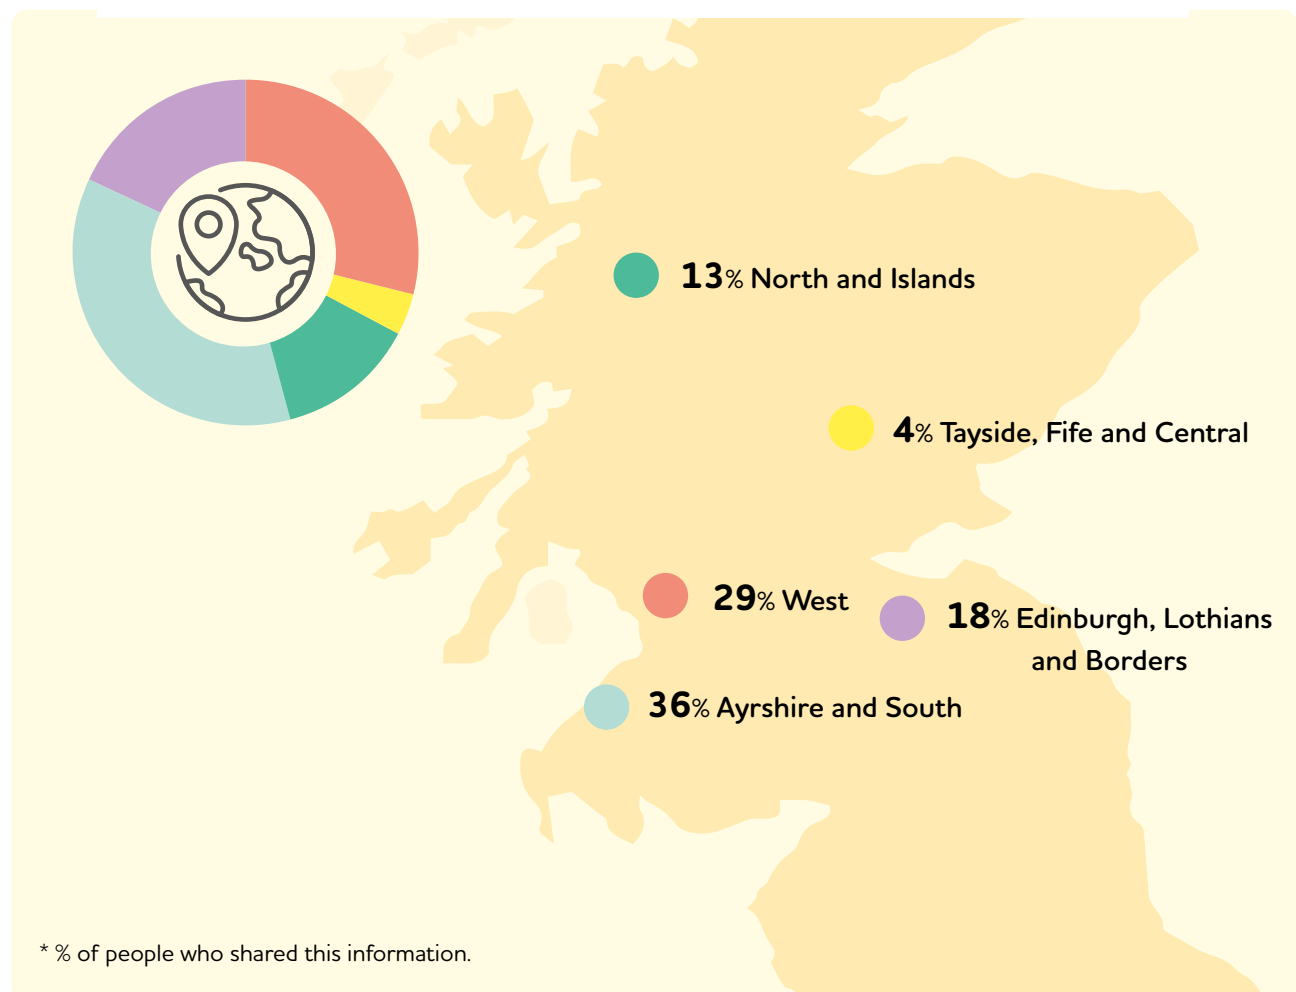 13% North and Islands
4% Tayside, Fife and Central
29% West
18% Edinburgh, Lothians
and Borders
36% Ayrshire and South
* % of people who shared this information.